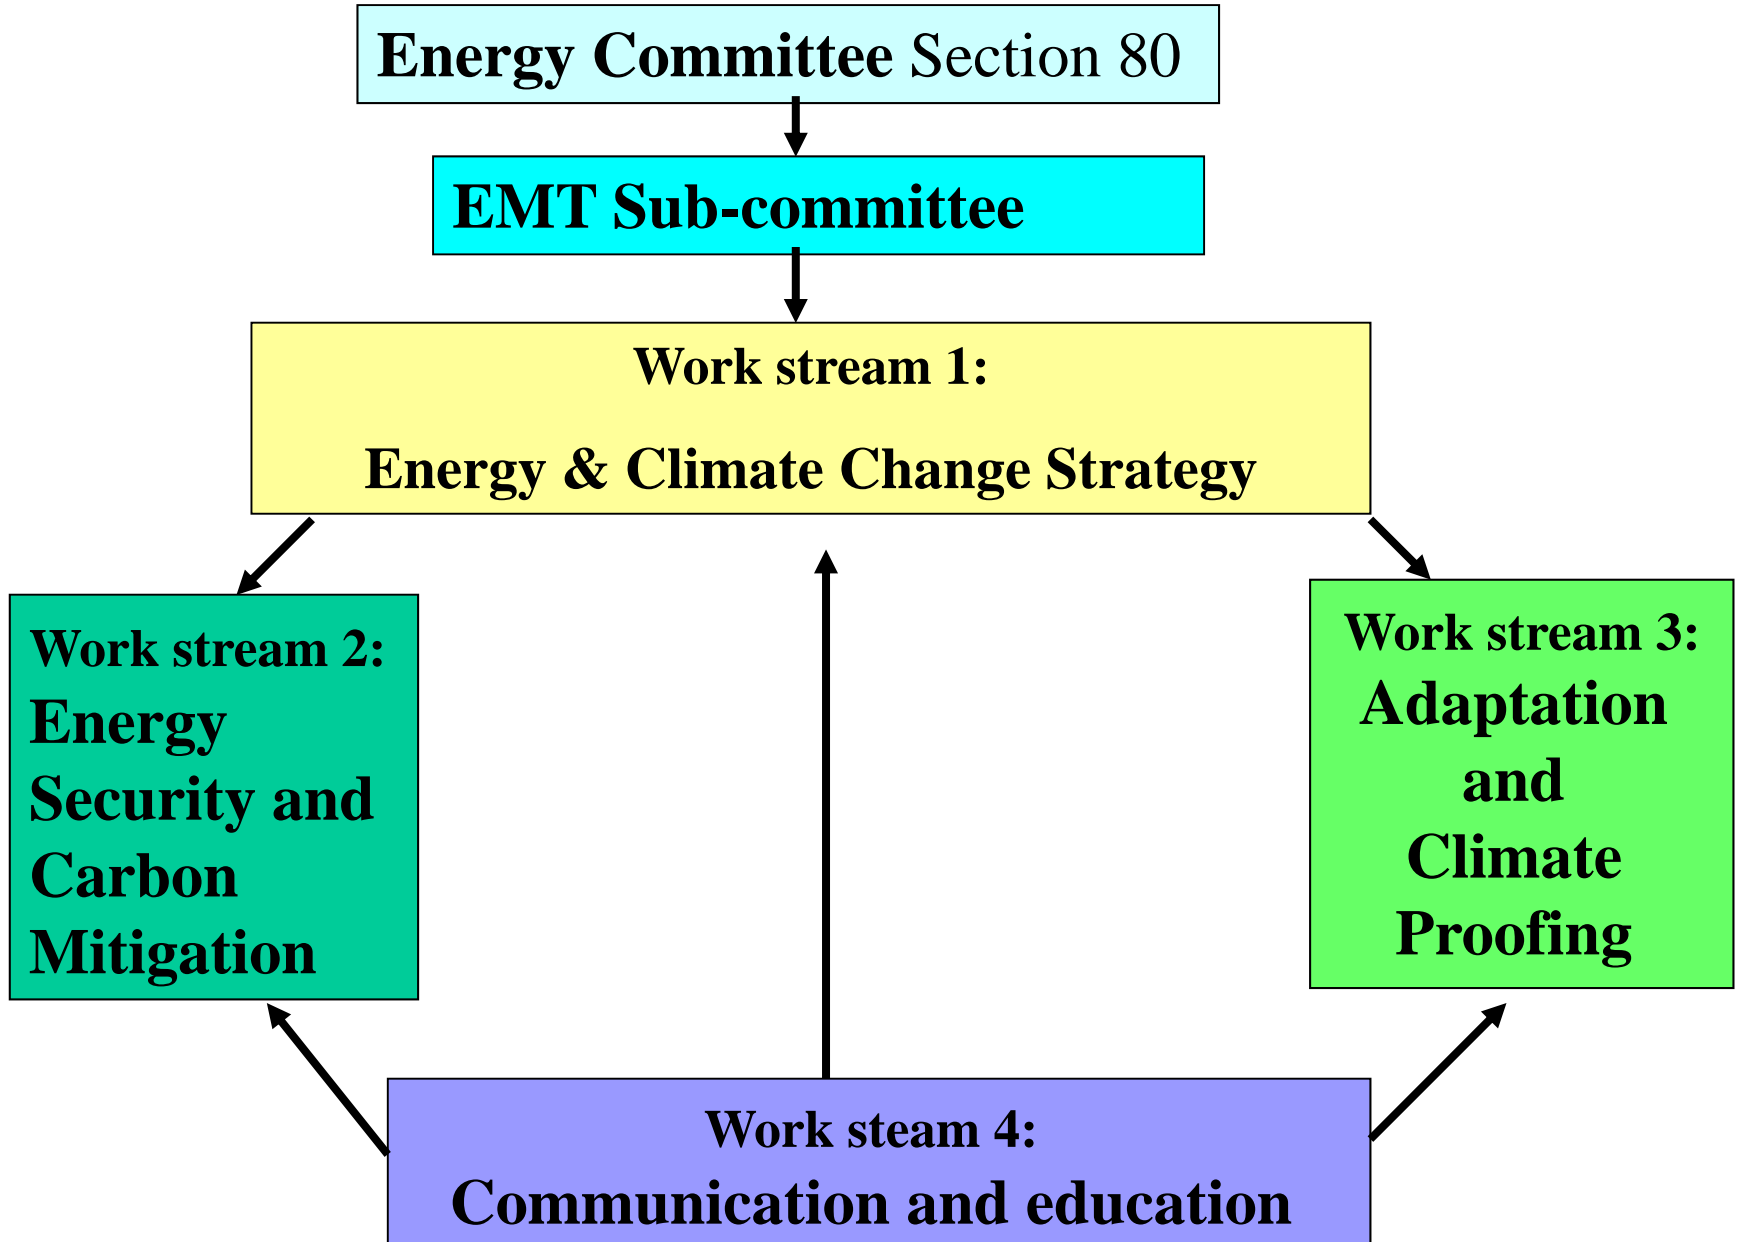 Energy Committee Section 80
EMT Sub-committee
Work stream 1:
Energy & Climate Change Strategy
Work stream 2:
Energy
Security and
Carbon
Mitigation
Work stream 3:
Adaptation
and
Climate
Proofing
Work steam 4:
Communication and education